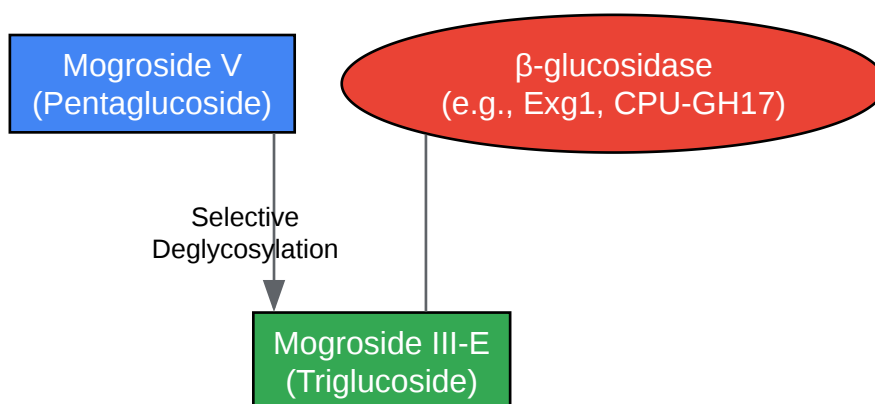 Mogroside V
(Pentaglucoside)
β-glucosidase
(e.g., Exg1, CPU-GH17)
Selective
Deglycosylation
Mogroside III-E
(Triglucoside)